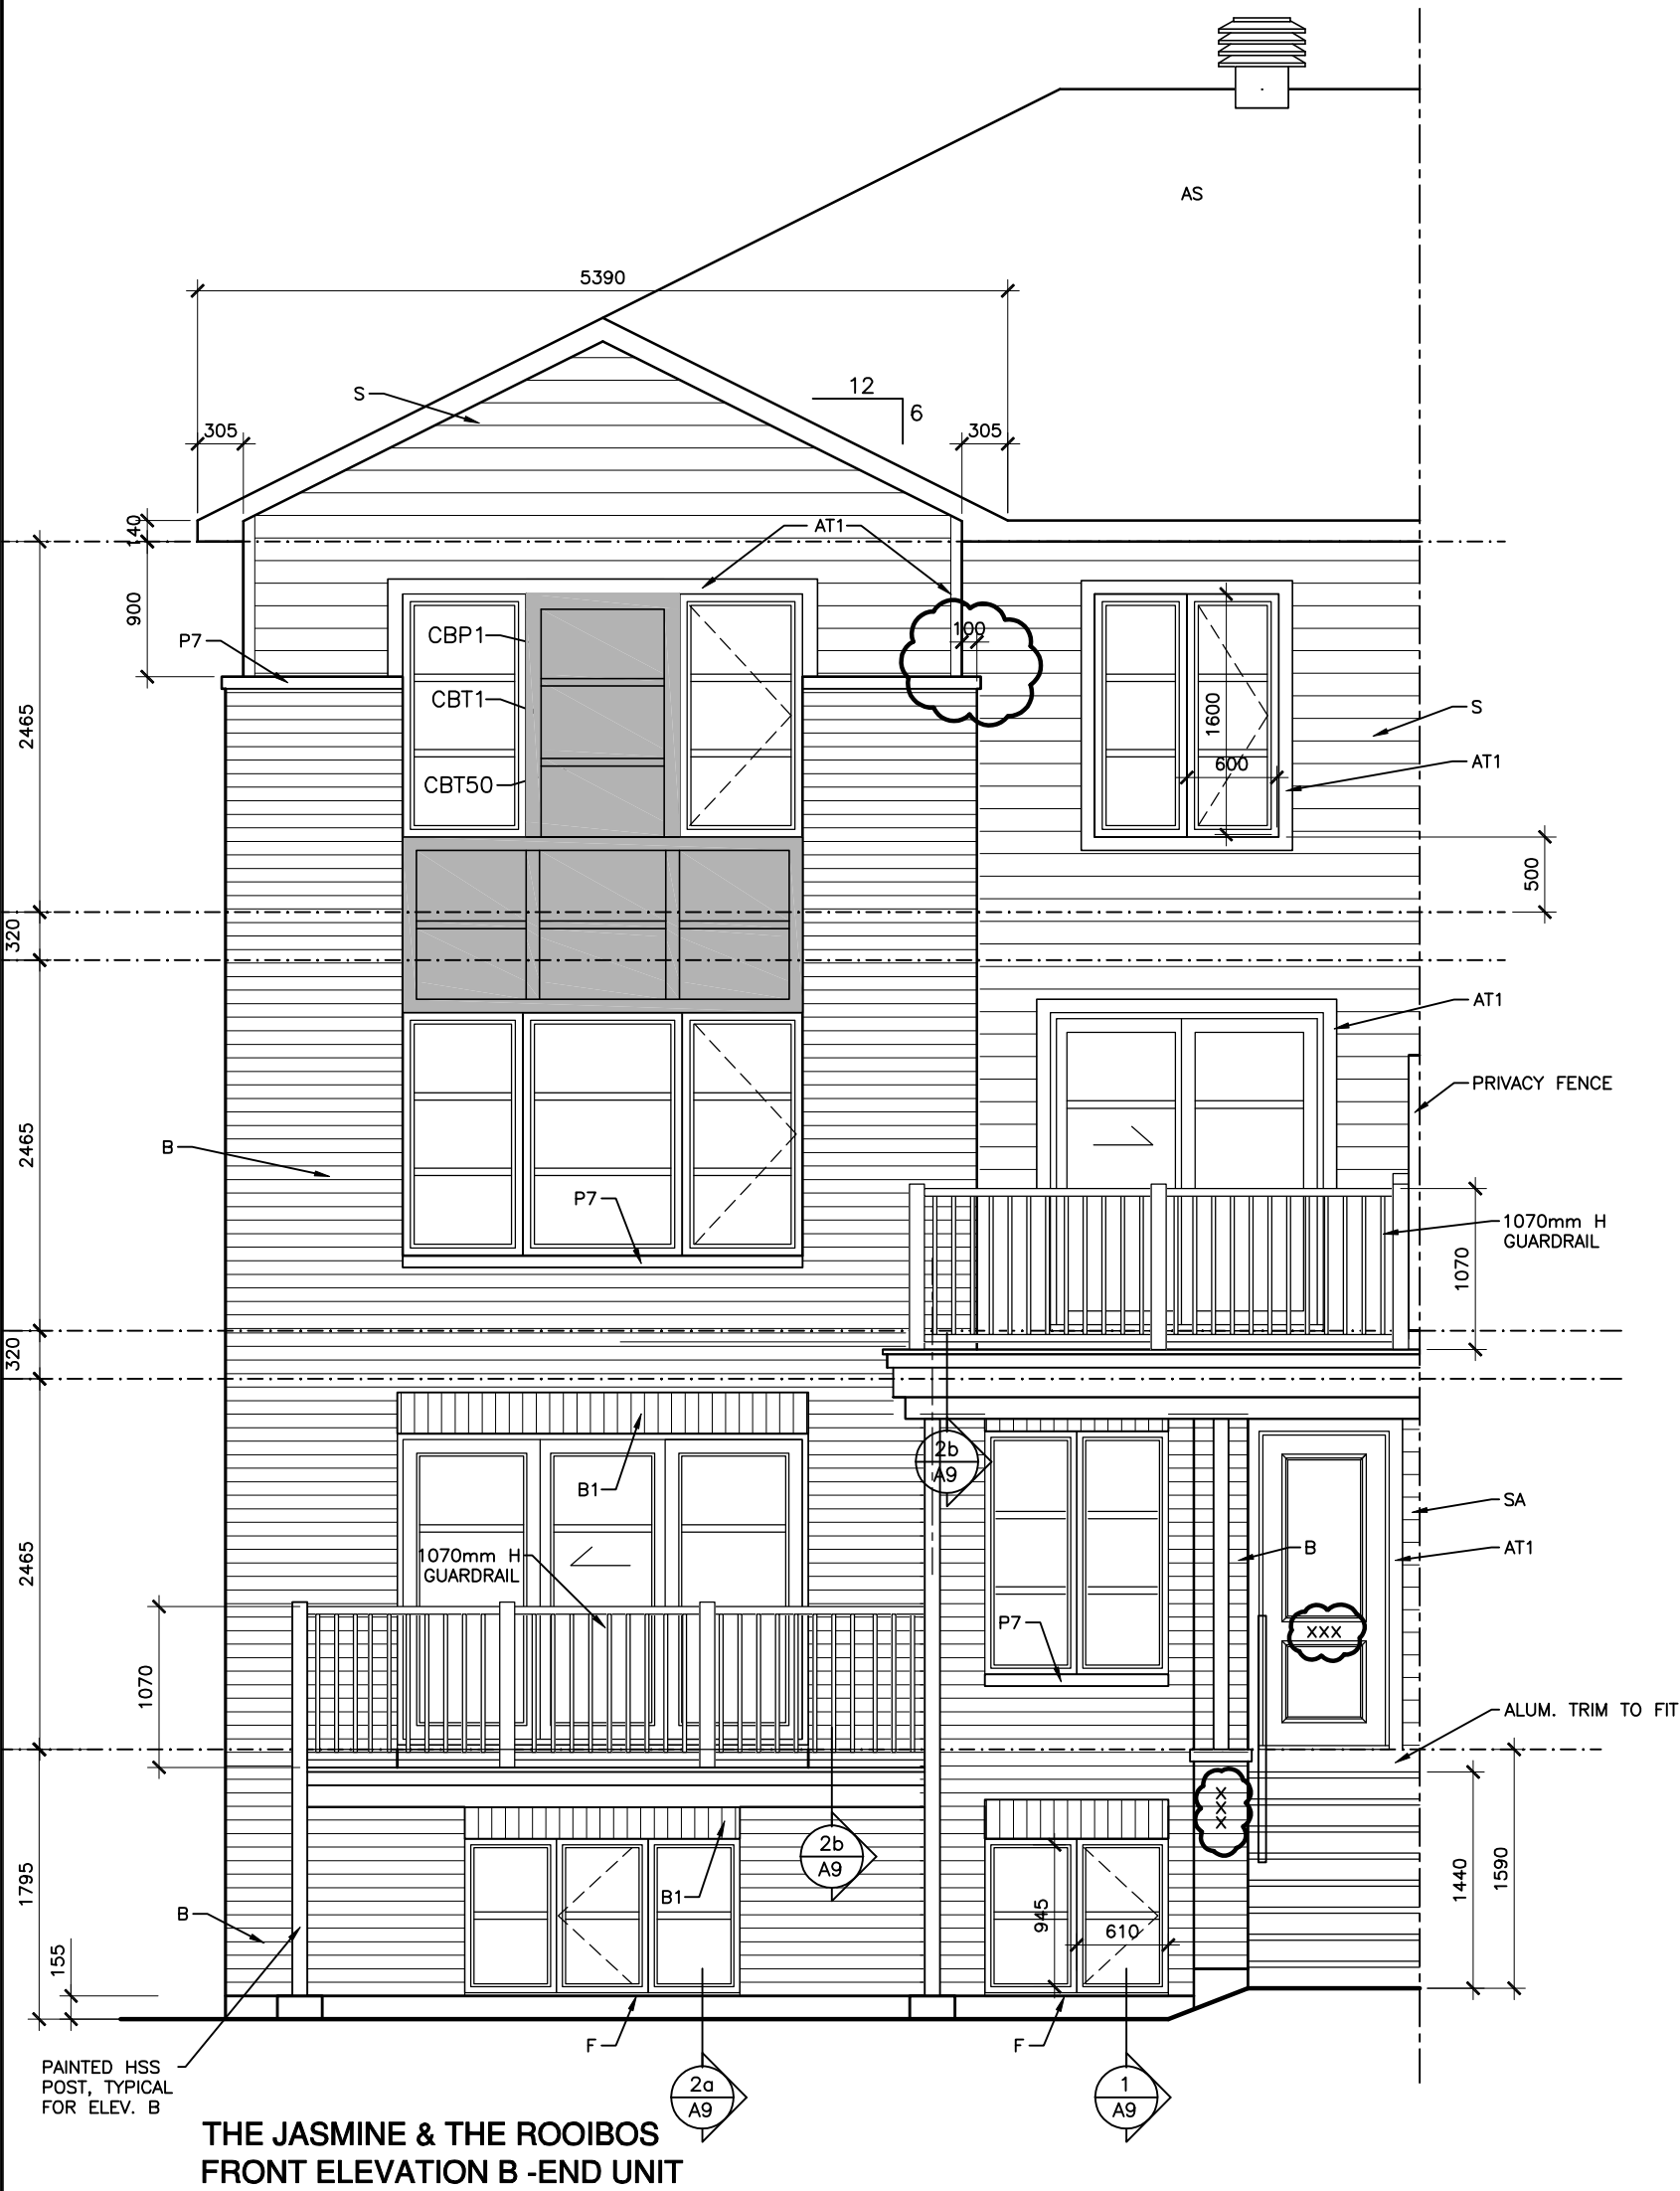 AS
5390
12
6
S
305
305
140
AT1
900
CBP1
100
P7
CBT1
1600
S
2465
AT1
600
CBT50
500
320
AT1
PRIVACY FENCE
2465
B
P7
1070mm H
GUARDRAIL
1070
320
2b
A9
B1
SA
B
AT1
1070mm H
GUARDRAIL
2465
P7
XXX
1070
ALUM. TRIM TO FIT
X
X
X
2b
A9
1440
1590
1795
B1
B
945
610
155
F
F
PAINTED HSS
POST, TYPICAL
FOR ELEV. B
2a
A9
1
A9
THE JASMINE & THE ROOIBOS
FRONT ELEVATION B -END UNIT